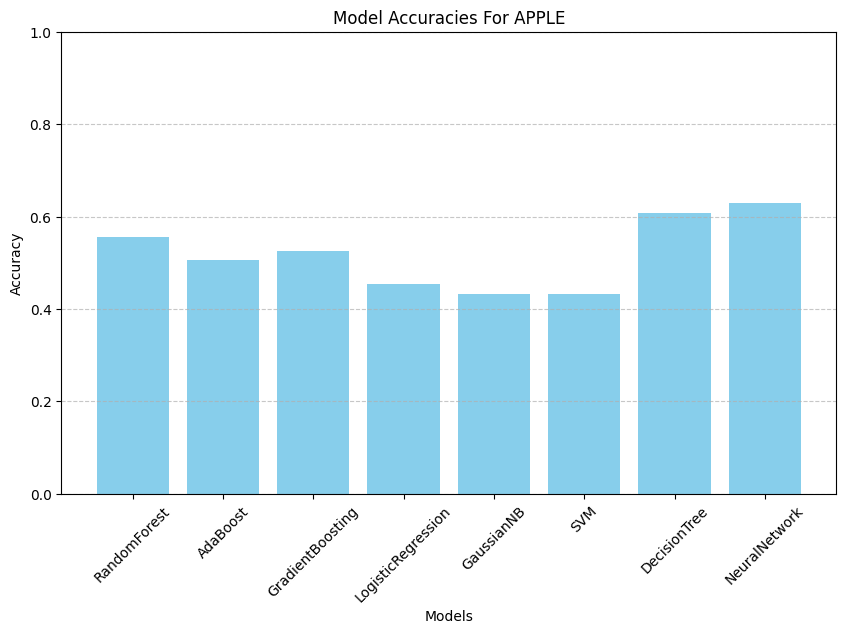 Model Accuracies For APPLE
1.0
0.8
0.6
0.4
0.2
0.0
Accuracy
RandomForest
AdaBoost
GradientBoosting
LogisticRegression
GaussianNB
SVM
DecisionTree
NeuralNetwork
Models